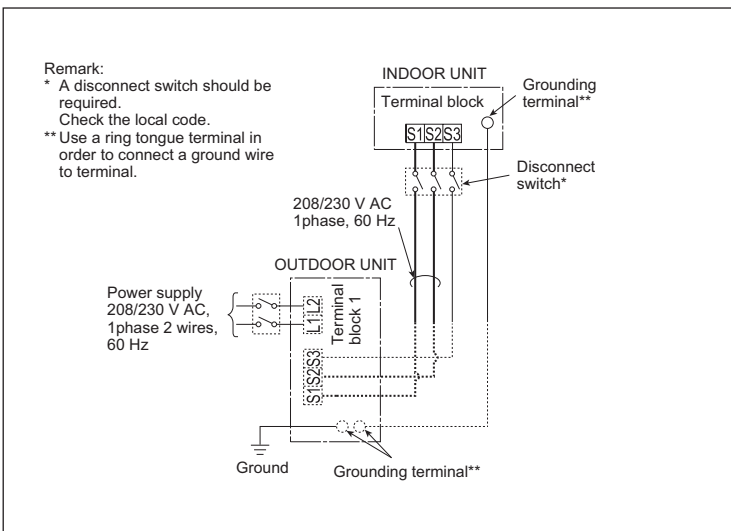 Remark:
* A disconnect switch should be
required.
Check the local code.
** Use a ring tongue terminal in
order to connect a ground wire
to terminal.
INDOOR UNIT
Terminal block
S1 S2 S3
Grounding
terminal**
Disconnect
switch*
208/230 V AC
1phase, 60 Hz
OUTDOOR UNIT
Power supply
208/230 V AC,
1phase 2 wires,
60 Hz
L1 L2
Terminal
block 1
S1 S2 S3
Ground
Grounding terminal**